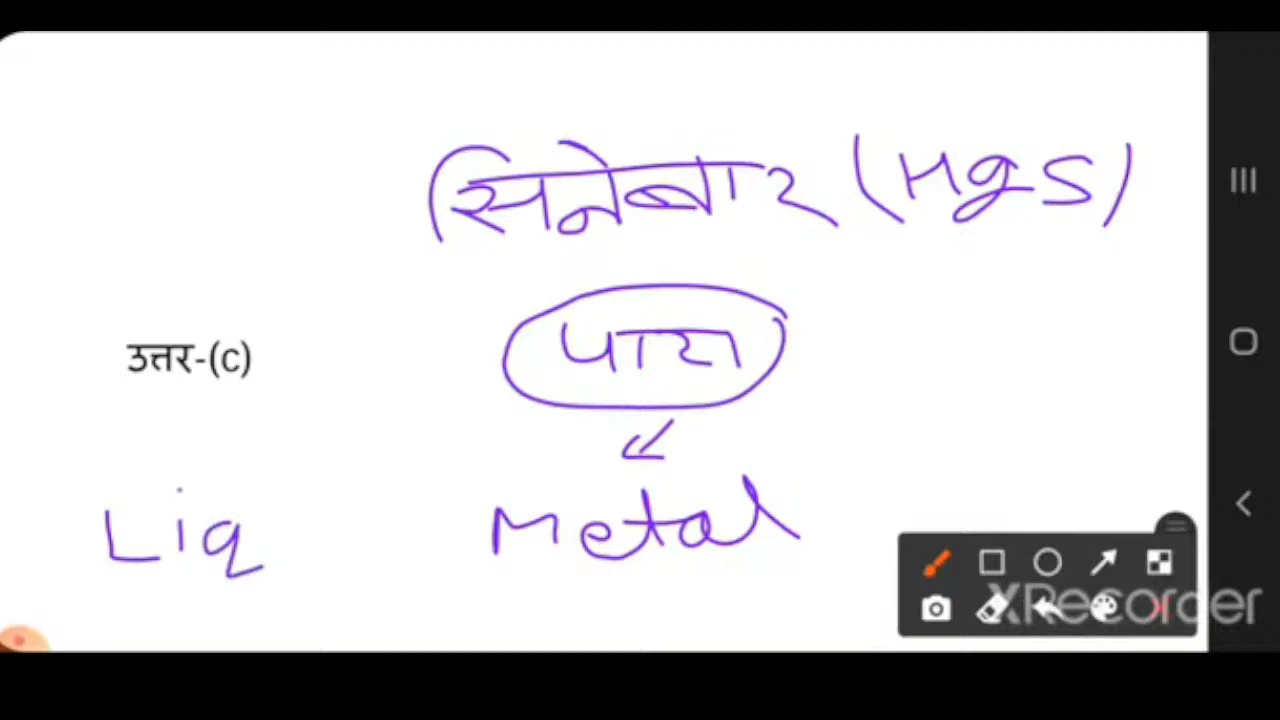 सिनेबार (HgS)
पारा
उत्तर-(c)
Liq Metal
XRecorder